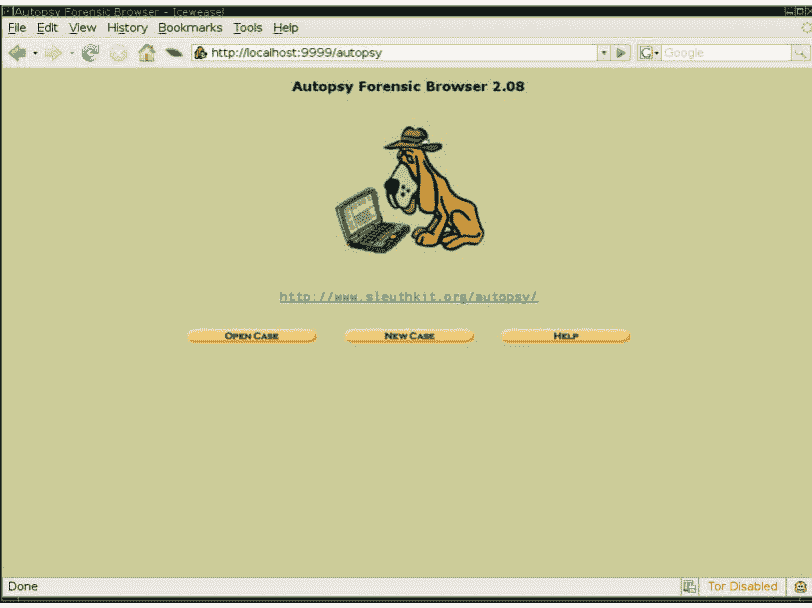 Autopsy Forensic Browser - Iceweasel
File Edit View History Bookmarks Tools Help
http://localhost:9999/autopsy
Google
Autopsy Forensic Browser 2.08
http://www.sleuthkit.org/autopsy/
OPEN CASE NEW CASE HELP
Done
Tor Disabled